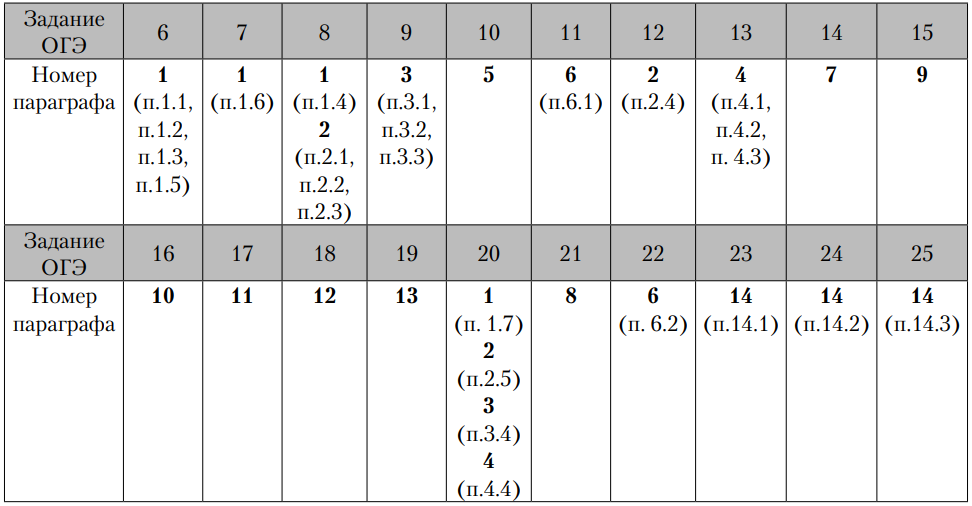 Задание ОГЭ 6 7 8 9 10 11 12 13 14 15
Номер параграфа 1 1 1 3 5 6 2 4 7 9
(п.1.1, (п.1.6) (п.1.4) (п.3.1, (п.6.1) (п.2.4) (п.4.1,
п.1.2, 2 п.3.2, п.4.2,
п.1.3, (п.2.1, п.3.3) п. 4.3)
п.1.5) п.2.2,
п.2.3)
Задание ОГЭ 16 17 18 19 20 21 22 23 24 25
Номер параграфа 10 11 12 13 1 8 6 14 14 14
(п. 1.7) (п. 6.2) (п.14.1) (п.14.2) (п.14.3)
2
(п.2.5)
3
(п.3.4)
4
(п.4.4)